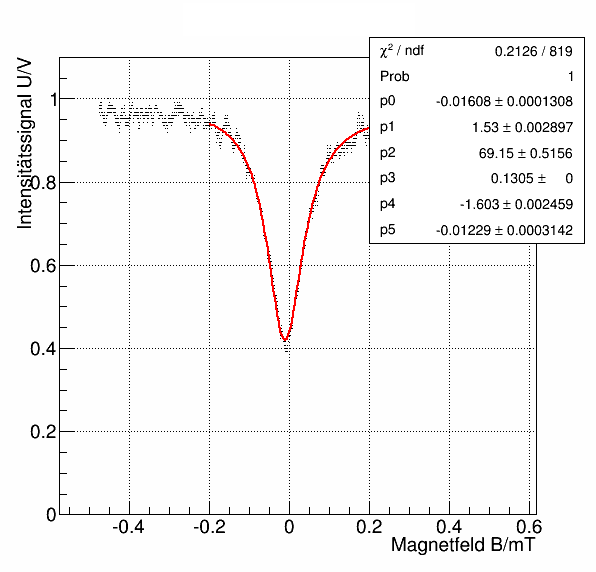 χ² / ndf 0.2126 / 819
Prob 1
p0 -0.01608 ± 0.0001308
p1 1.53 ± 0.002897
p2 69.15 ± 0.5156
p3 0.1305 ± 0
p4 -1.603 ± 0.002459
p5 -0.01229 ± 0.0003142
Intensitätssignal U/V
1
0.8
0.6
0.4
0.2
0
-0.4 -0.2 0 0.2 0.4 0.6
Magnetfeld B/mT